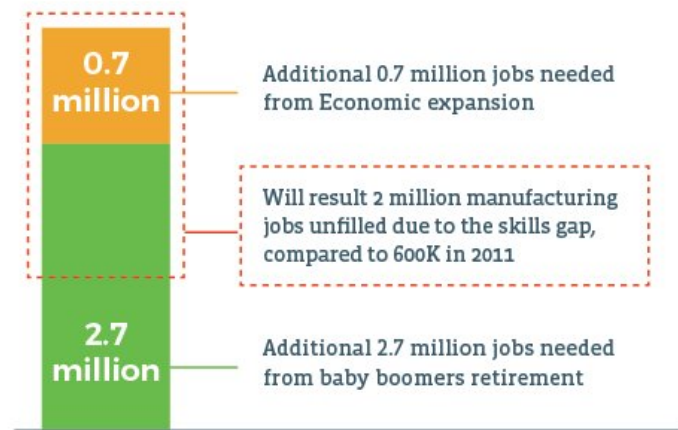 0.7
million
Additional 0.7 million jobs needed
from Economic expansion
Will result 2 million manufacturing
jobs unfilled due to the skills gap,
compared to 600K in 2011
2.7
million
Additional 2.7 million jobs needed
from baby boomers retirement